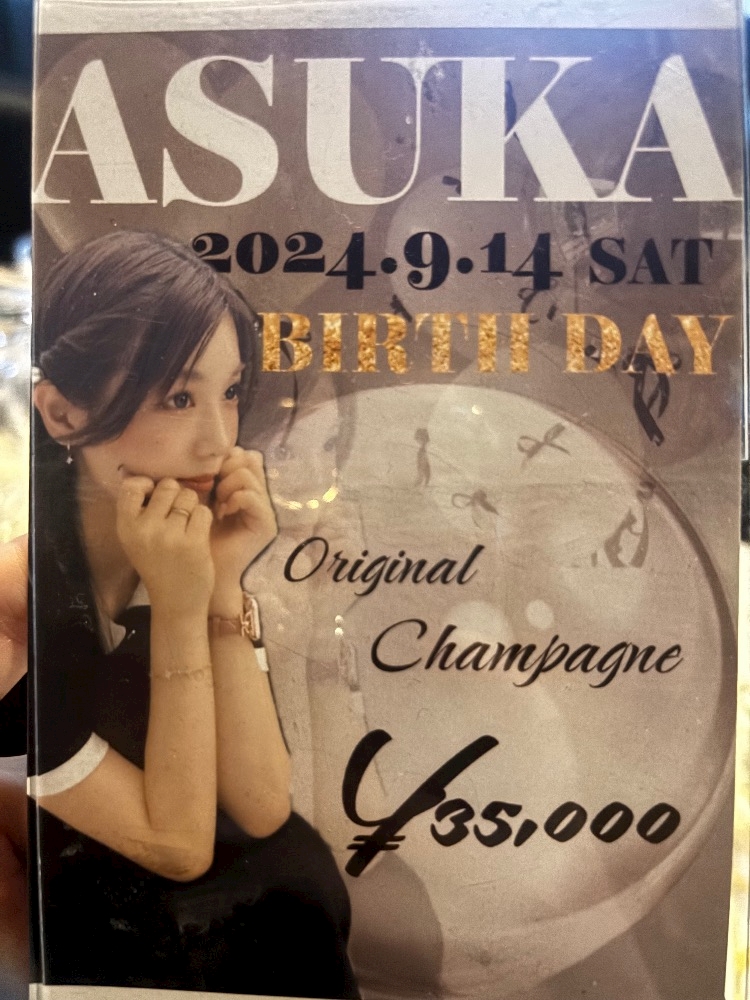 ASUKA
2024.9.14 SAT
BIRTH DAY
Original
Champagne
¥35,000